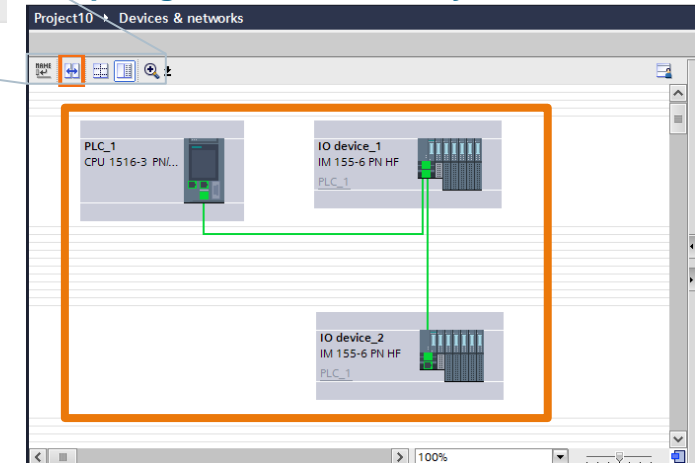 Project10 ▸ Devices & networks
NAME
PLC_1
CPU 1516-3 PN/...
IO device_1
IM 155-6 PN HF
PLC_1
IO device_2
IM 155-6 PN HF
PLC_1
100%